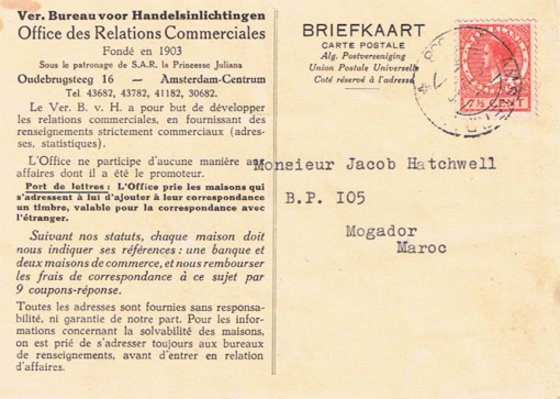 Ver. Bureau voor Handelsinlichtingen
Office des Relations Commerciales
Fondé en 1903
Sous le patronage de S.A.R. la Princesse Juliana
Oudebrugsteeg 16 — Amsterdam-Centrum
Tel. 43682, 43782, 41182, 30682.
Le Ver. B. v H. a pour but de développer
les relations commerciales, en fournissant des
renseignements strictement commerciaux (adres-
ses, statistiques).
L'Office ne participe d'aucune manière aux
affaires dont il a été le promoteur.
Port de lettres: L'Office prie les maisons qui
s'adressent à lui d'ajouter à leur correspondance
un timbre, valable pour la correspondance avec
l'étranger.
Suivant nos statuts, chaque maison doit
nous indiquer ses références: une banque et
deux maisons de commerce, et nous rembourser
les frais de correspondance à ce sujet par
9 coupons-réponse.
Toutes les adresses sont fournies sans responsa-
bilité, ni garantie de notre part. Pour les infor-
mations concernant la solvabilité des maisons,
on est prié de s'adresser toujours aux bureaux
de renseignements, avant d'entrer en relation
d'affaires.
BRIEFKAART
CARTE POSTALE
Alg. Postvereeniging
Union Postale Universelle
Coté réservé à l'adresse
7½ CENT
Monsieur Jacob Hatchwell
B.P. I05
Mogador
Maroc